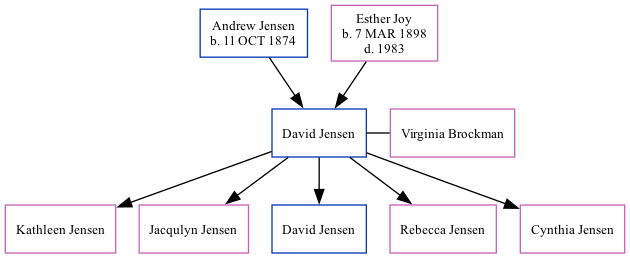 Andrew Jensen
b. 11 OCT 1874
Esther Joy
b. 7 MAR 1898
d. 1983
David Jensen
Virginia Brockman
Kathleen Jensen
Jacqulyn Jensen
David Jensen
Rebecca Jensen
Cynthia Jensen